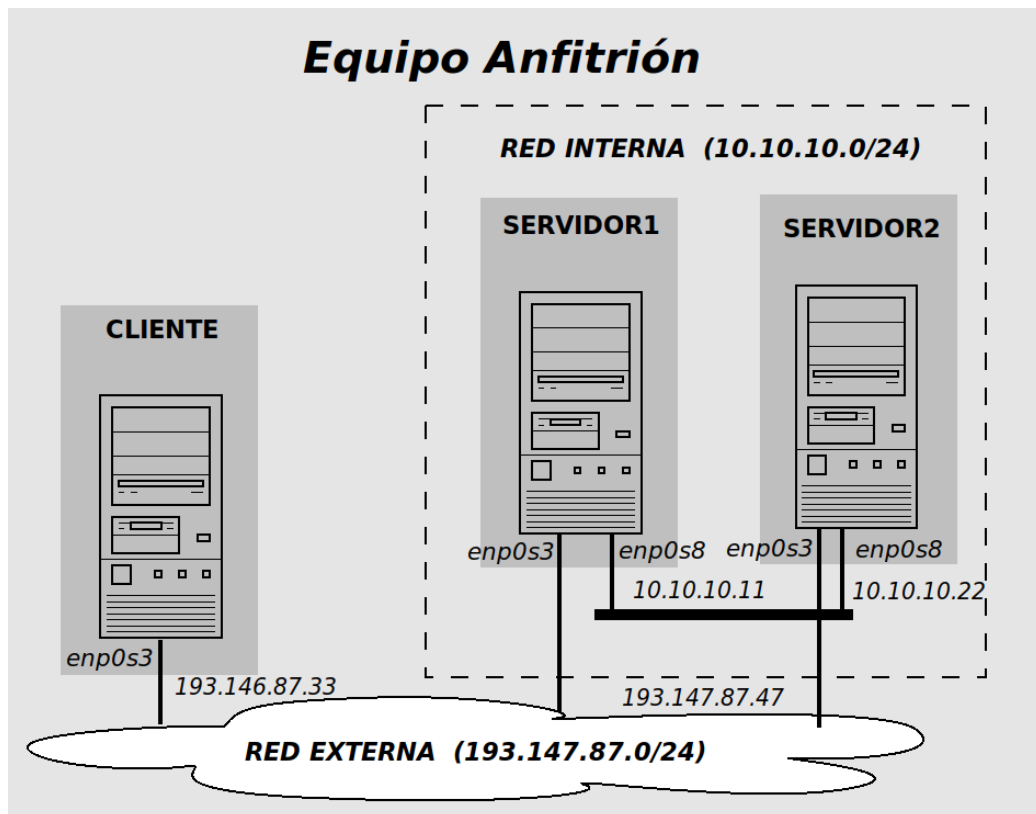 Equipo Anfitrión
RED INTERNA (10.10.10.0/24)
SERVIDOR1
SERVIDOR2
CLIENTE
enp0s3
enp0s8
enp0s3
enp0s8
10.10.10.11
10.10.10.22
enp0s3
193.146.87.33
193.147.87.47
RED EXTERNA (193.147.87.0/24)